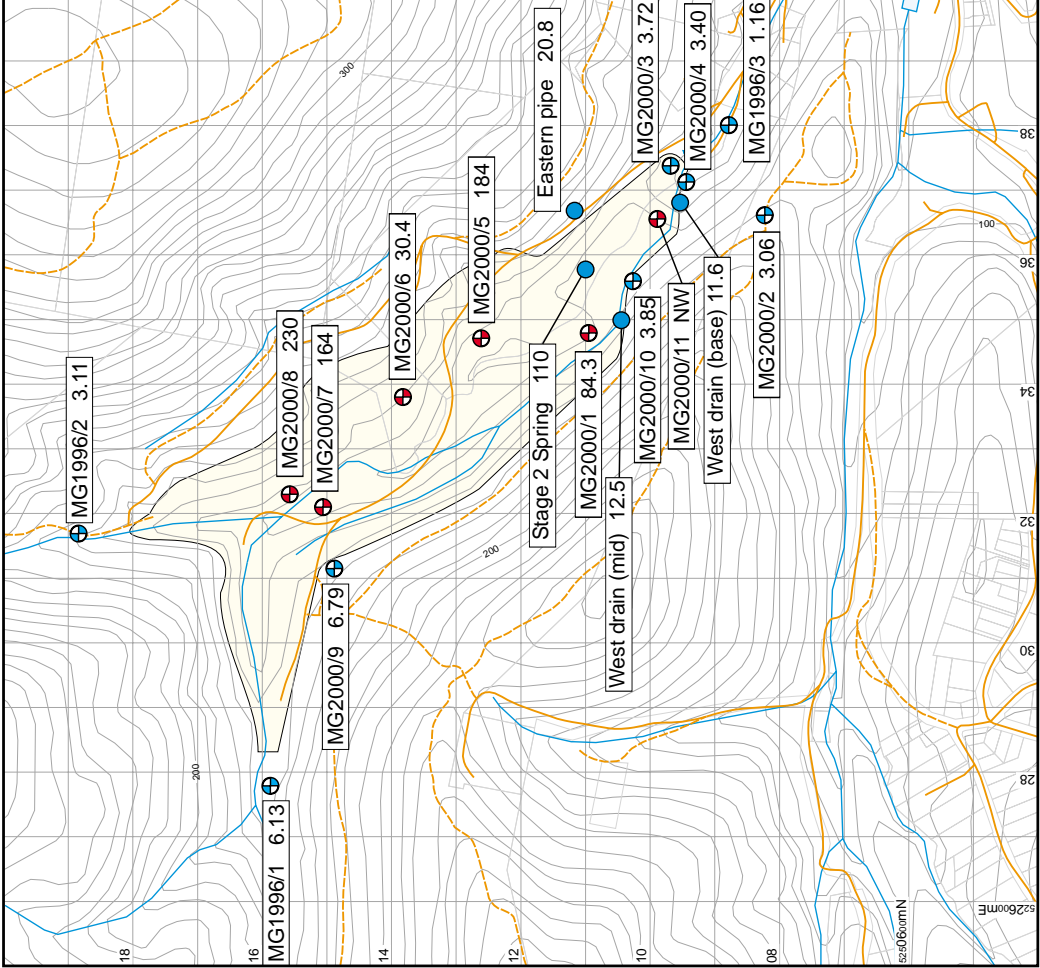 MG1996/2 3.11
MG2000/8 230
MG2000/7 164
MG2000/6 30.4
MG2000/5 184
Eastern pipe 20.8
MG2000/3 3.72
MG2000/4 3.40
MG1996/3 1.16
MG1996/1 6.13
MG2000/9 6.79
Stage 2 Spring 110
MG2000/1 84.3
West drain (mid) 12.5
MG2000/10 3.85
MG2000/11 NW
West drain (base) 11.6
MG2000/2 3.06
300
200
200
100
18
16
14
12
10
08
5250600mN
522600mE
28
30
32
34
36
38